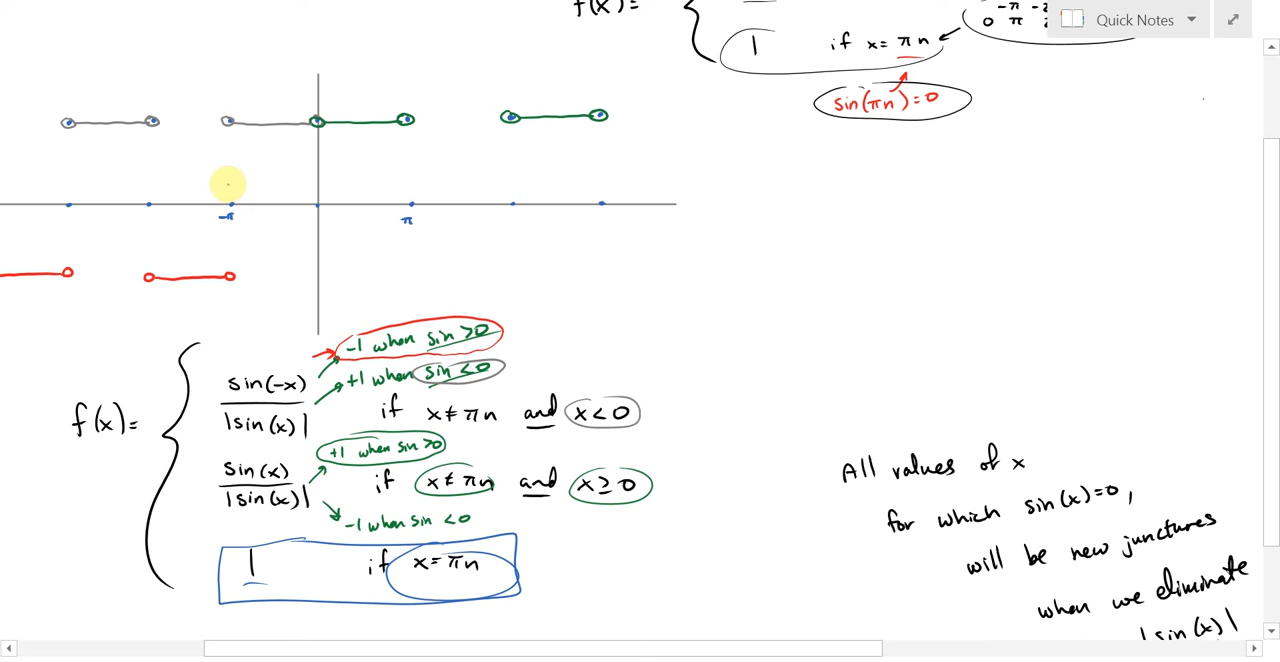 f(x)=
-π
0 π
Quick Notes
1 if x= πn
sin(πn)=0
-π π
-1 when sin >0
sin(-x)
+1 when sin <0
|sin(x)| if x≠πn and x<0
f(x)=
+1 when sin >0
sin(x)
|sin(x)| if x≠πn and x≥0
-1 when sin <0
1 if x=πn
All values of x
for which sin(x)=0,
will be new junctures
when we eliminate
|sin(x)|